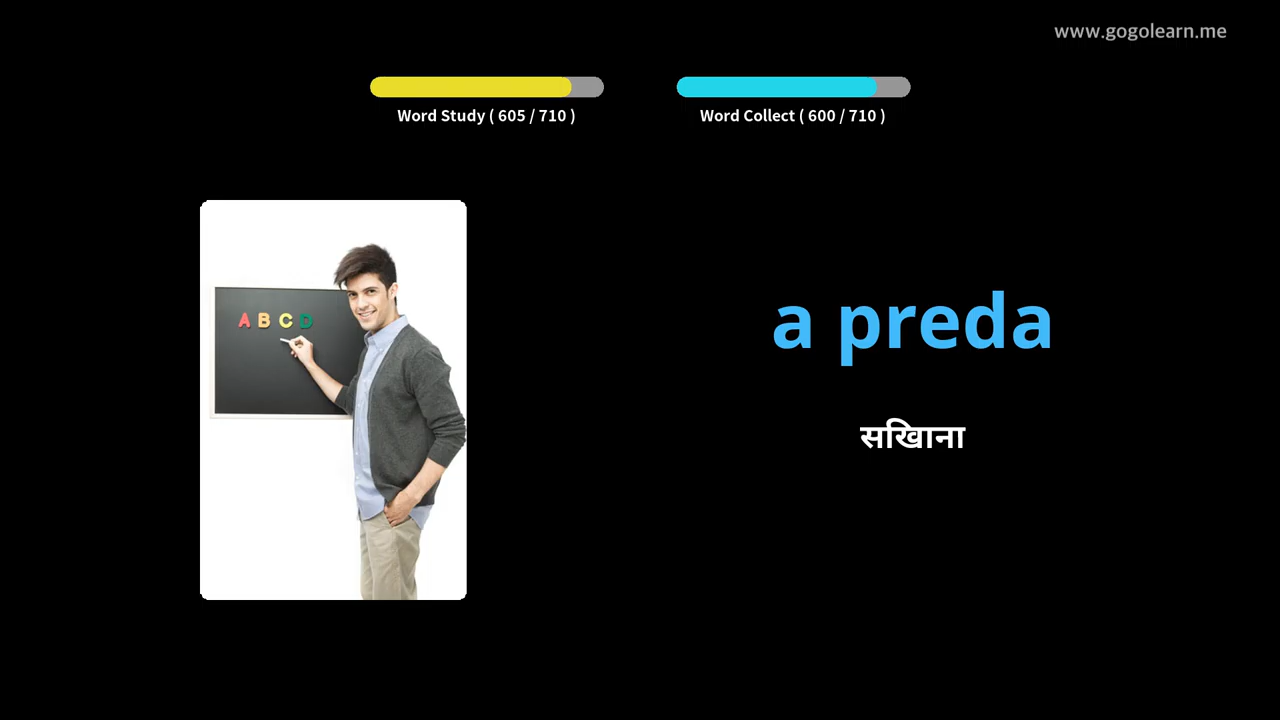 www.gogolearn.me
Word Study ( 605 / 710 )
Word Collect ( 600 / 710 )
A B C D
a preda
सखिाना